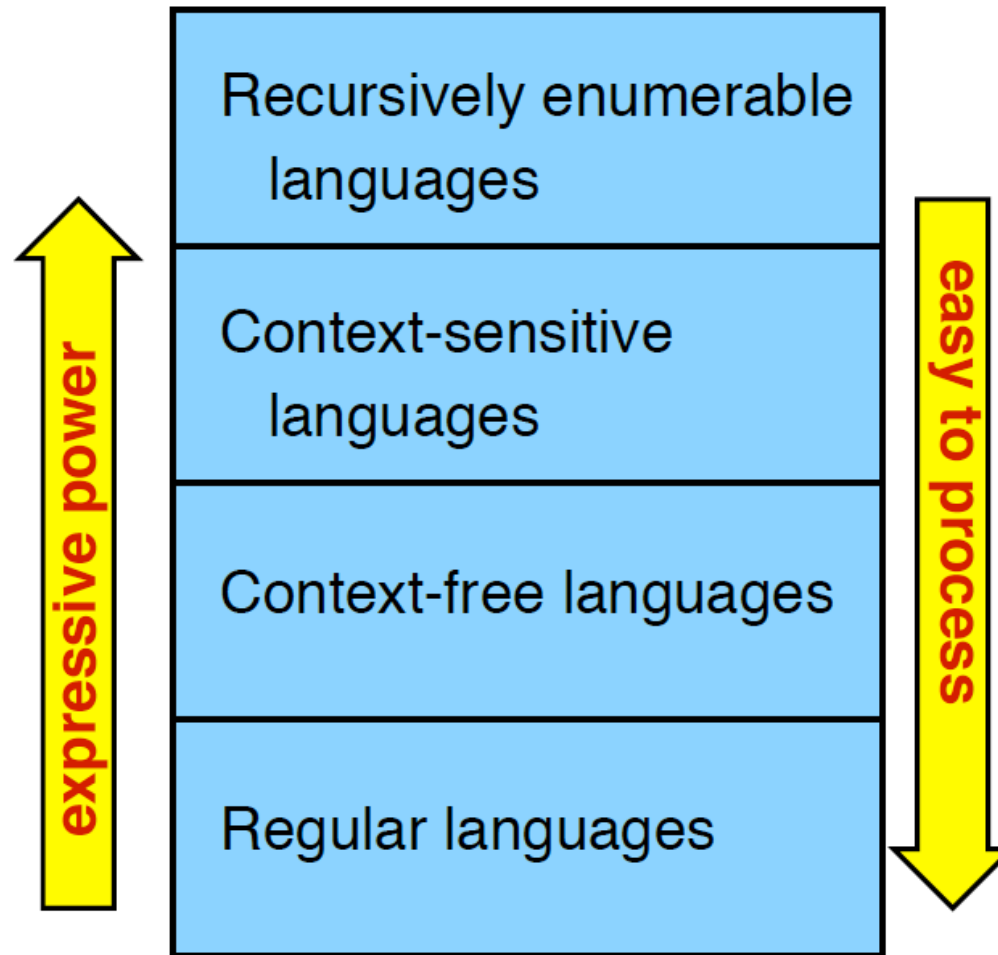 Recursively enumerable
languages
Context-sensitive
languages
Context-free languages
Regular languages
expressive power
easy to process